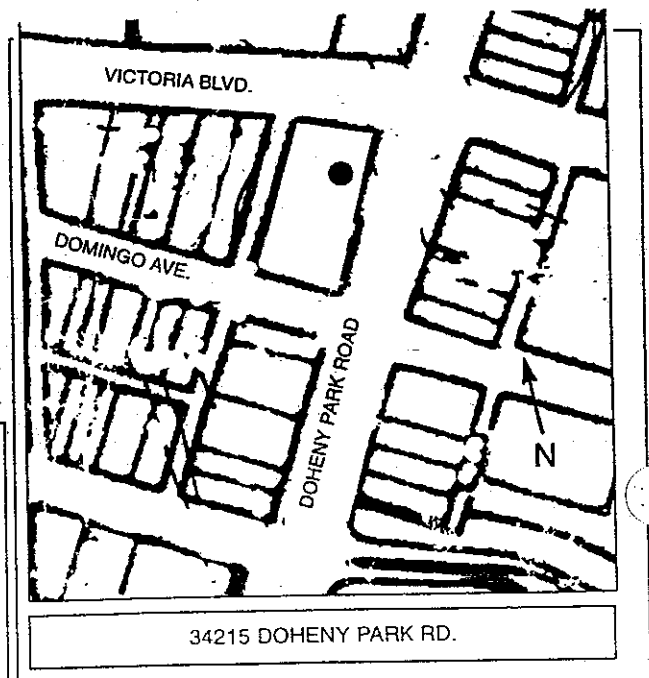 VICTORIA BLVD.
DOMINGO AVE.
DOHENY PARK ROAD
N
34215 DOHENY PARK RD.